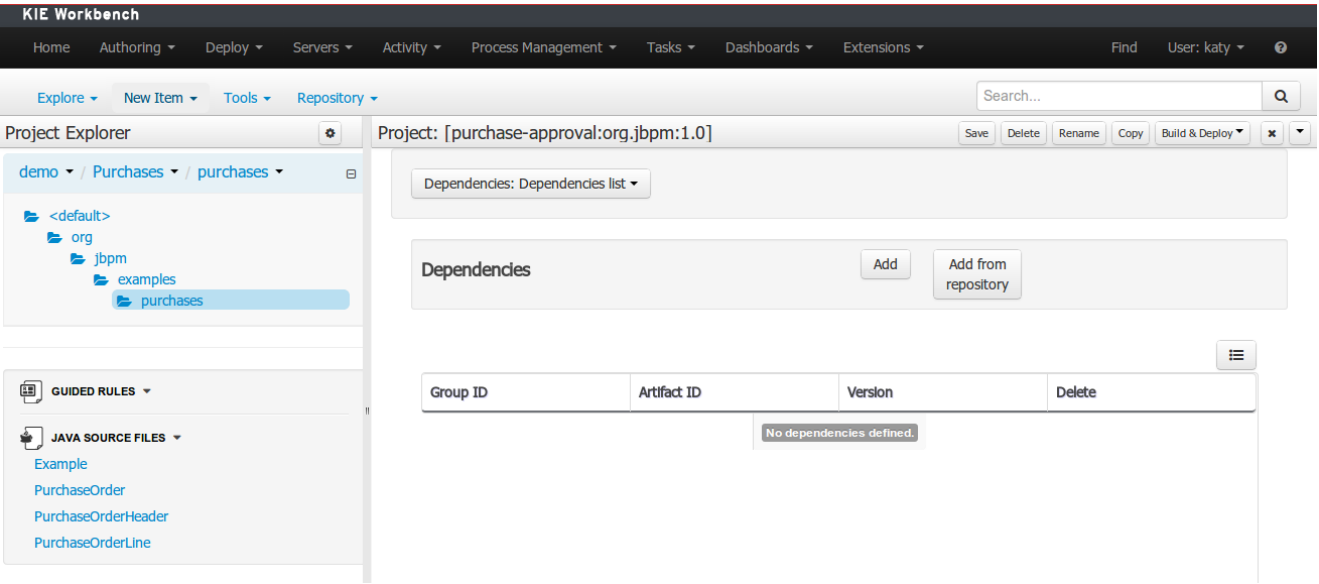 KIE Workbench
Home Authoring Deploy Servers Activity Process Management Tasks Dashboards Extensions Find User: katy
Explore New Item Tools Repository Search...
Project Explorer
demo / Purchases / purchases
<default>
org
jbpm
examples
purchases
GUIDED RULES
JAVA SOURCE FILES
Example
PurchaseOrder
PurchaseOrderHeader
PurchaseOrderLine
Project: [purchase-approval:org.jbpm:1.0] Save Delete Rename Copy Build & Deploy
Dependencies: Dependencies list
Dependencies Add Add from
repository
Group ID Artifact ID Version Delete
No dependencies defined.